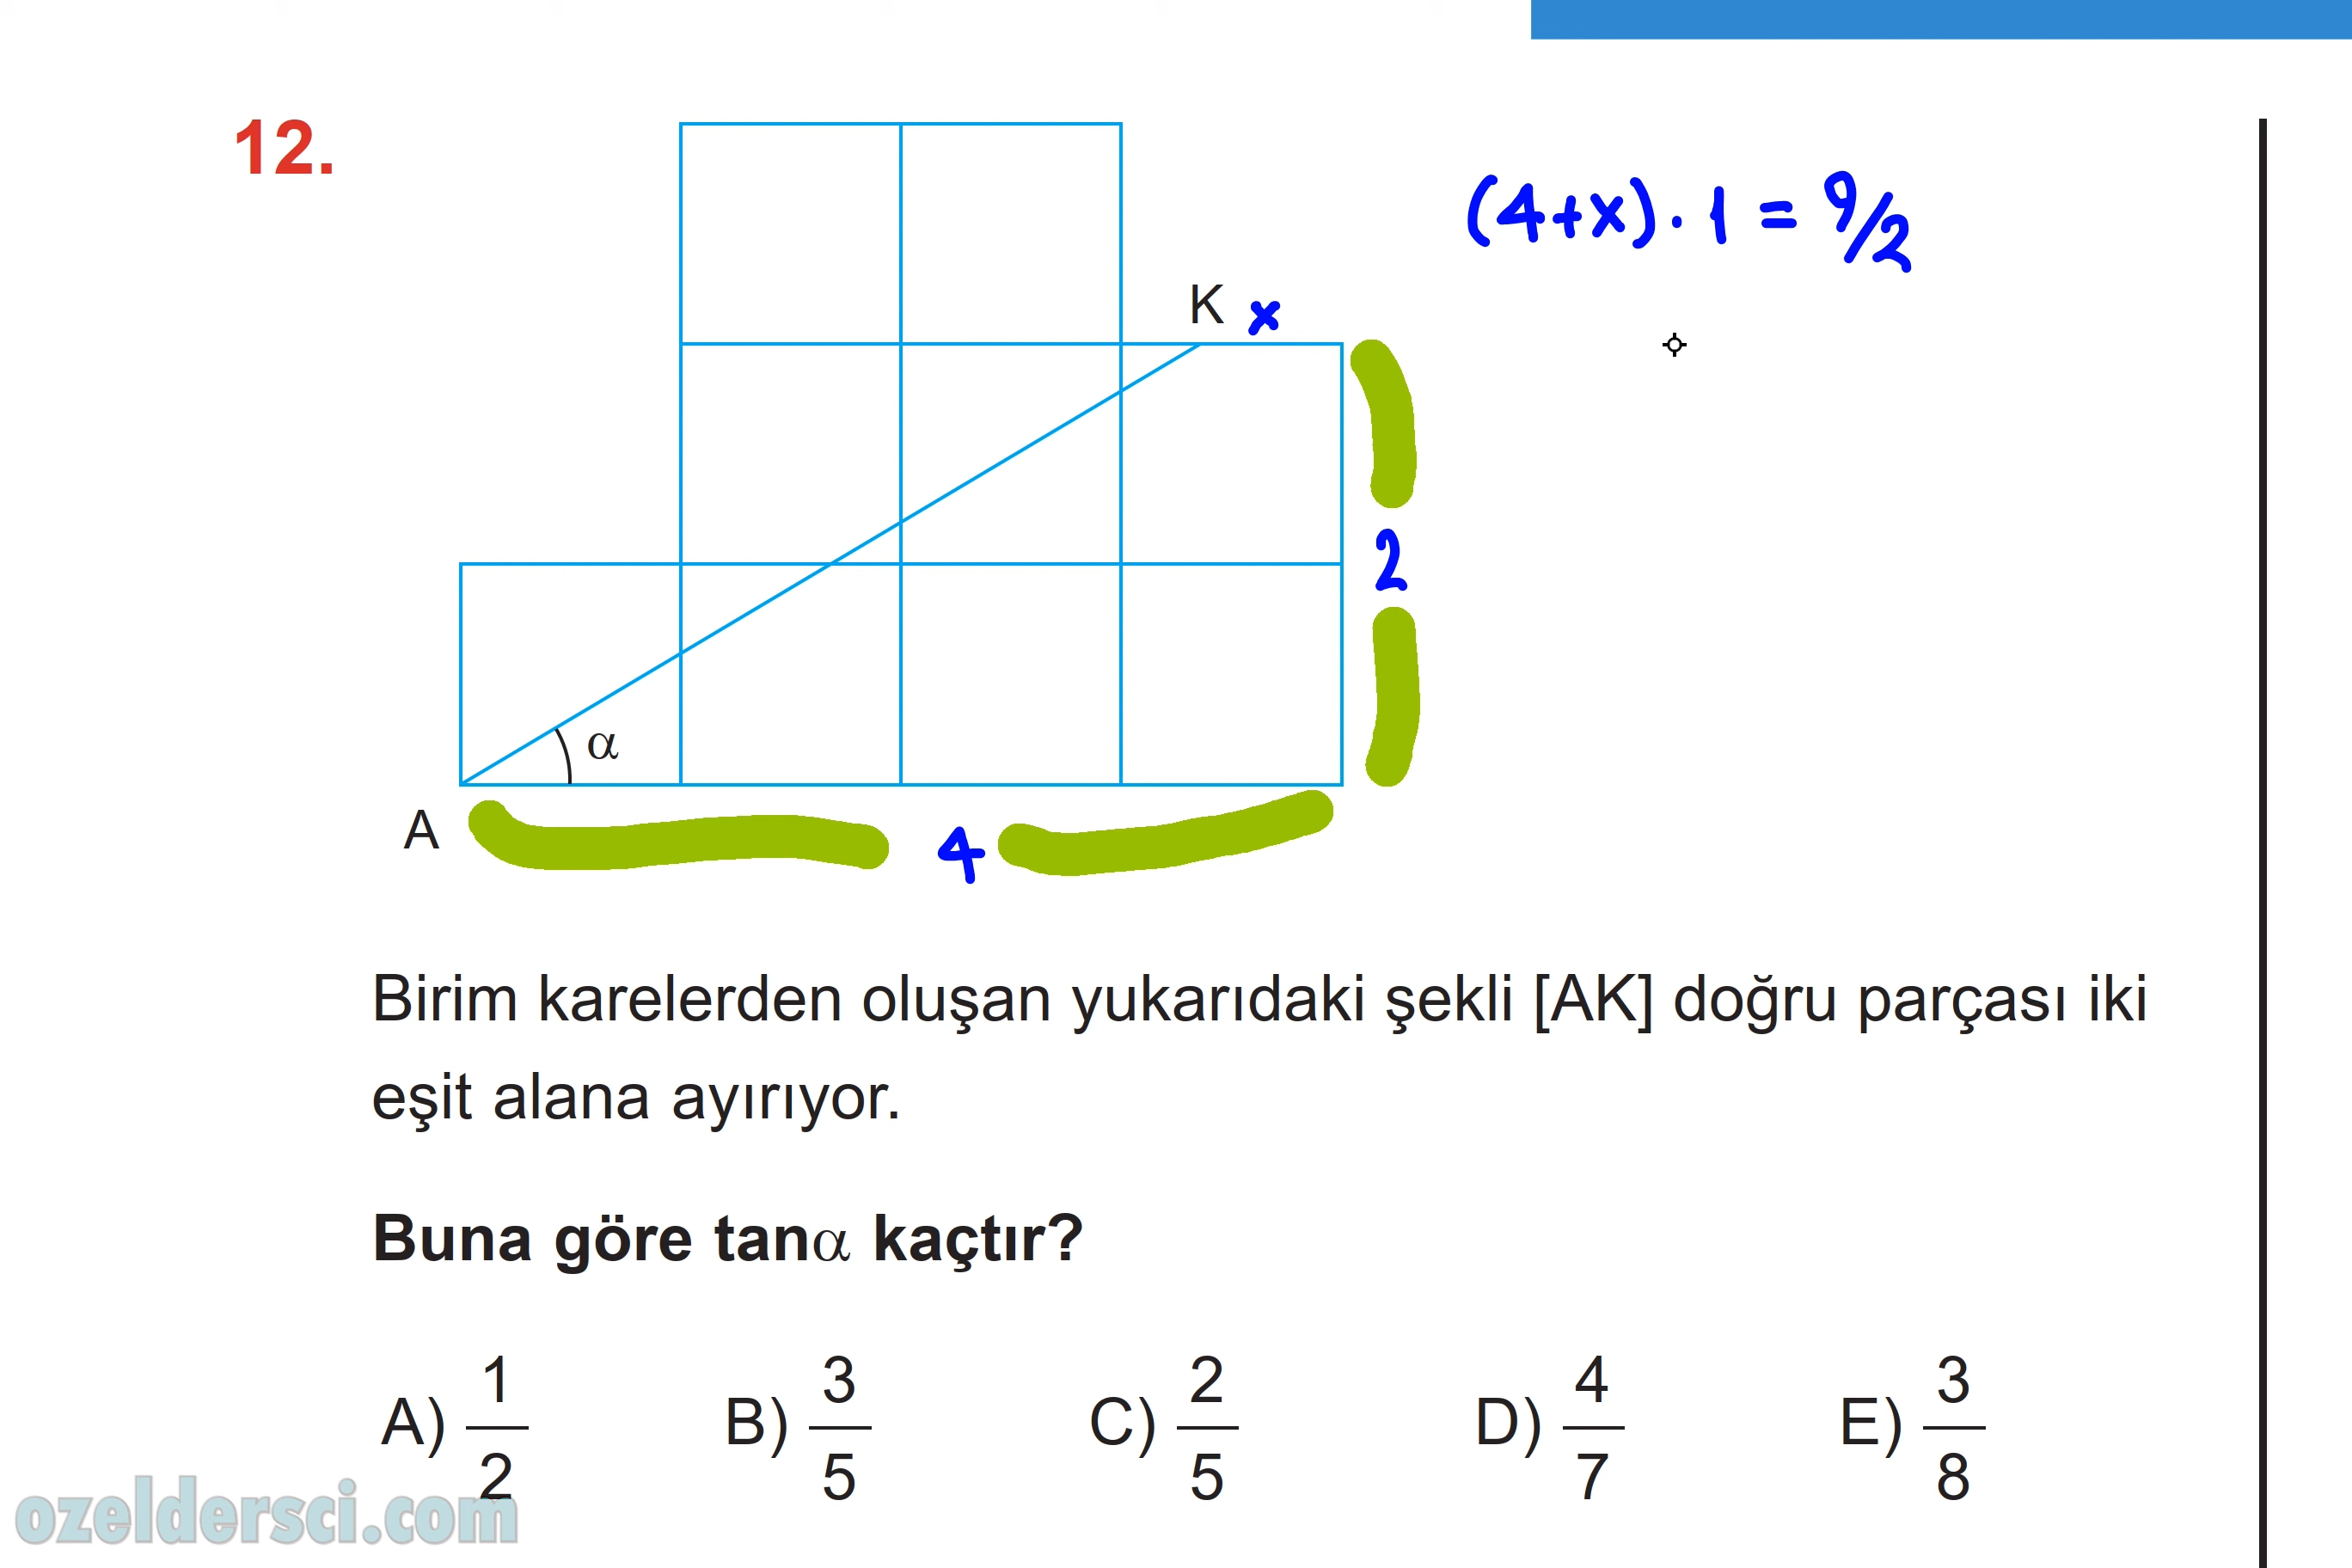 12.
(4+x).1=9/2
K x
2
α
A
4
Birim karelerden oluşan yukarıdaki şekli [AK] doğru parçası iki
eşit alana ayırıyor.
Buna göre tanα kaçtır?
A) 1/2 B) 3/5 C) 2/5 D) 4/7 E) 3/8
ozeldersci.com